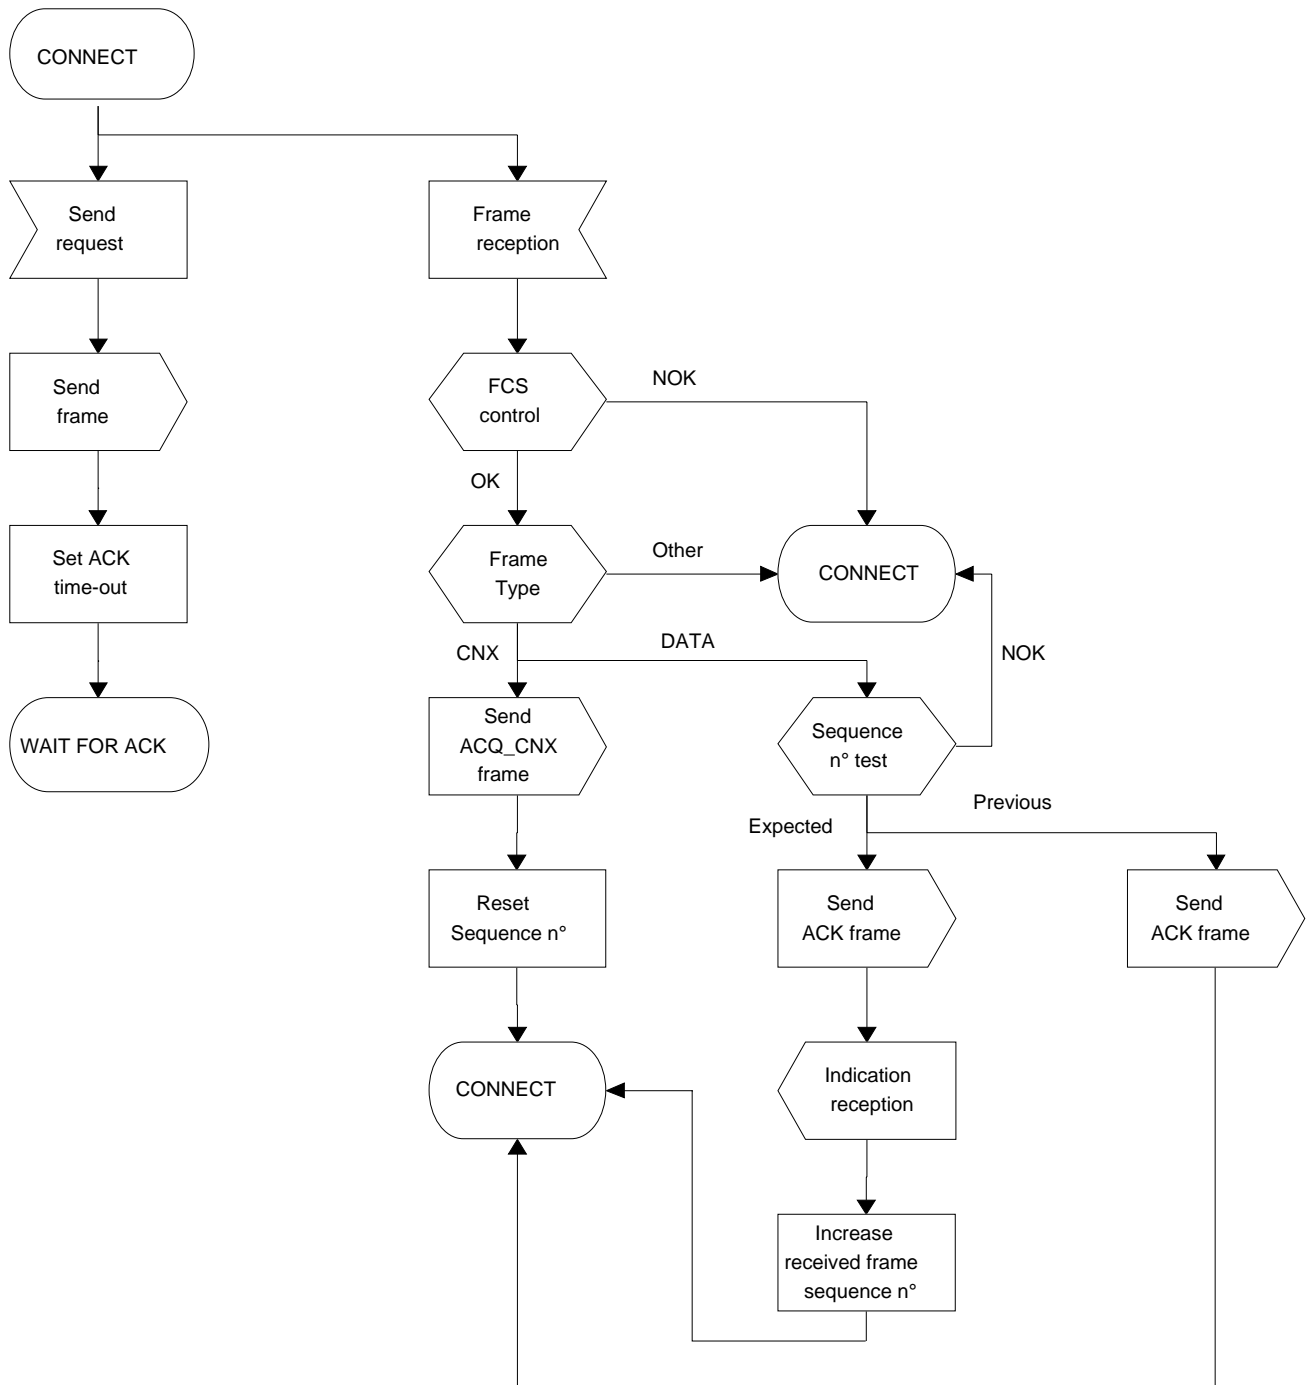 CONNECT
Send
request
Frame
reception
Send
frame
FCS
control
NOK
OK
Set ACK
time-out
Frame
Type
Other
CONNECT
CNX
DATA
NOK
WAIT FOR ACK
Send
ACQ_CNX
frame
Sequence
n° test
Expected
Previous
Reset
Sequence n°
Send
ACK frame
Send
ACK frame
CONNECT
Indication
reception
Increase
received frame
sequence n°